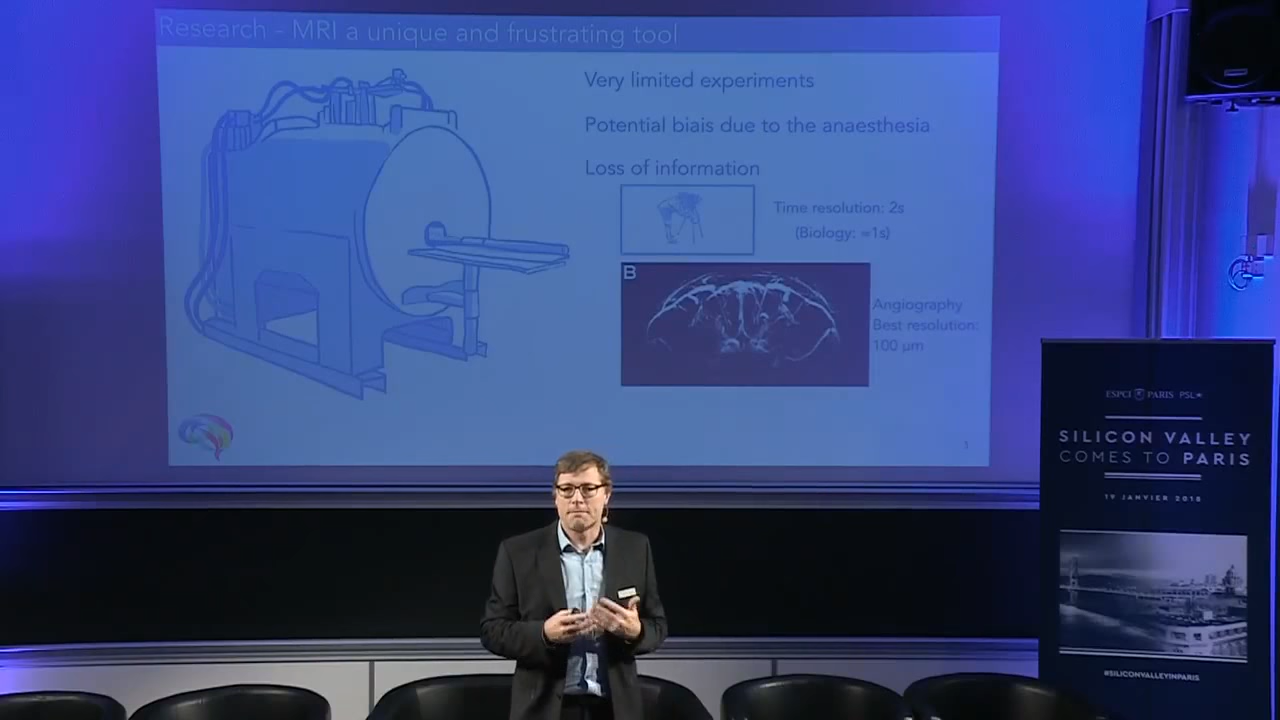 Research - MRI a unique and frustrating tool
Very limited experiments
Potential biais due to the anaesthesia
Loss of information
Time resolution: 2s
(Biology: ≈1s)
B
Angiography
Best resolution:
100 µm
1
ESPCI PARIS PSL★
SILICON VALLEY
COMES TO PARIS
19 JANVIER 2018
#SILICONVALLEYINPARIS